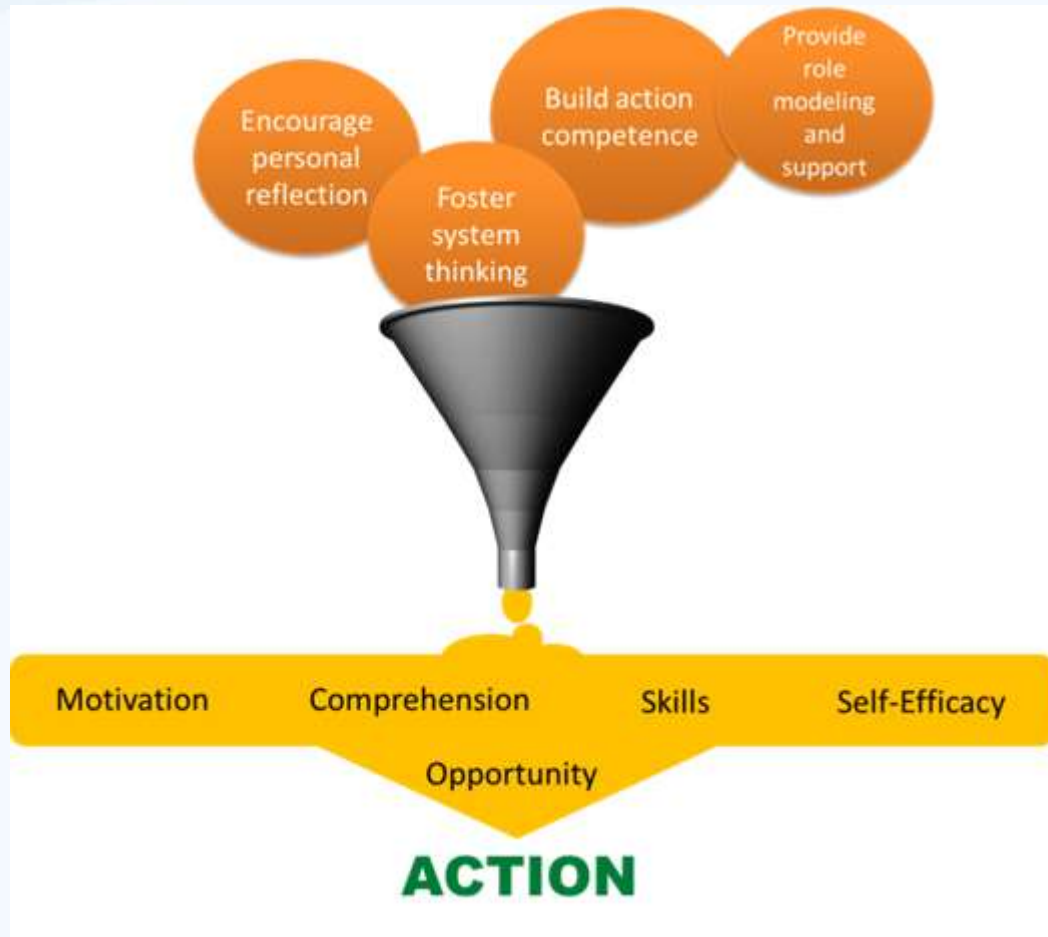 Encourage
personal
reflection
Foster
system
thinking
Build action
competence
Provide
role
modeling
and
support
Motivation
Comprehension
Skills
Self-Efficacy
Opportunity
ACTION